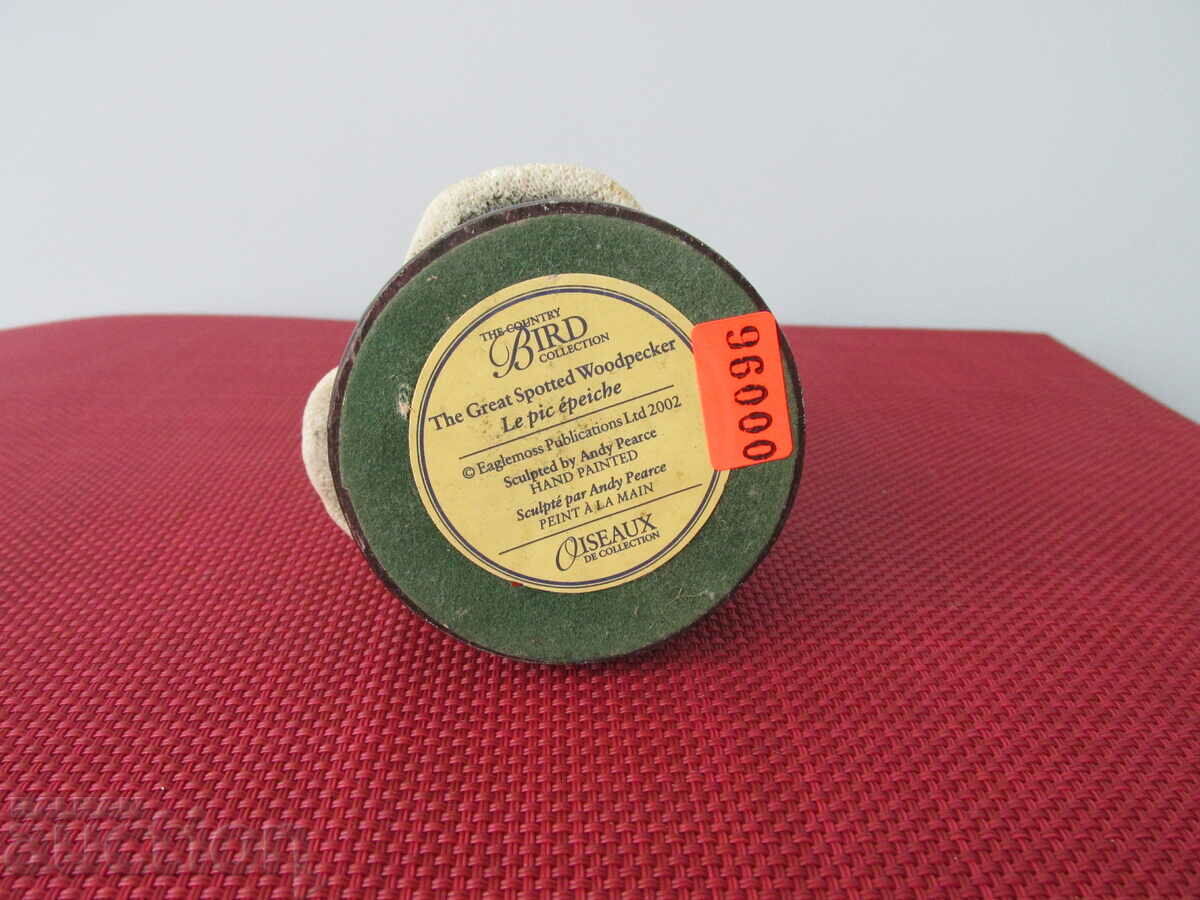 THE COUNTRY
BIRD
COLLECTION
The Great Spotted Woodpecker
Le pic épeiche
© Eaglemoss Publications Ltd 2002
Sculpted by Andy Pearce
HAND PAINTED
Sculpté par Andy Pearce
PEINT À LA MAIN
OISEAUX
DE COLLECTION
00096